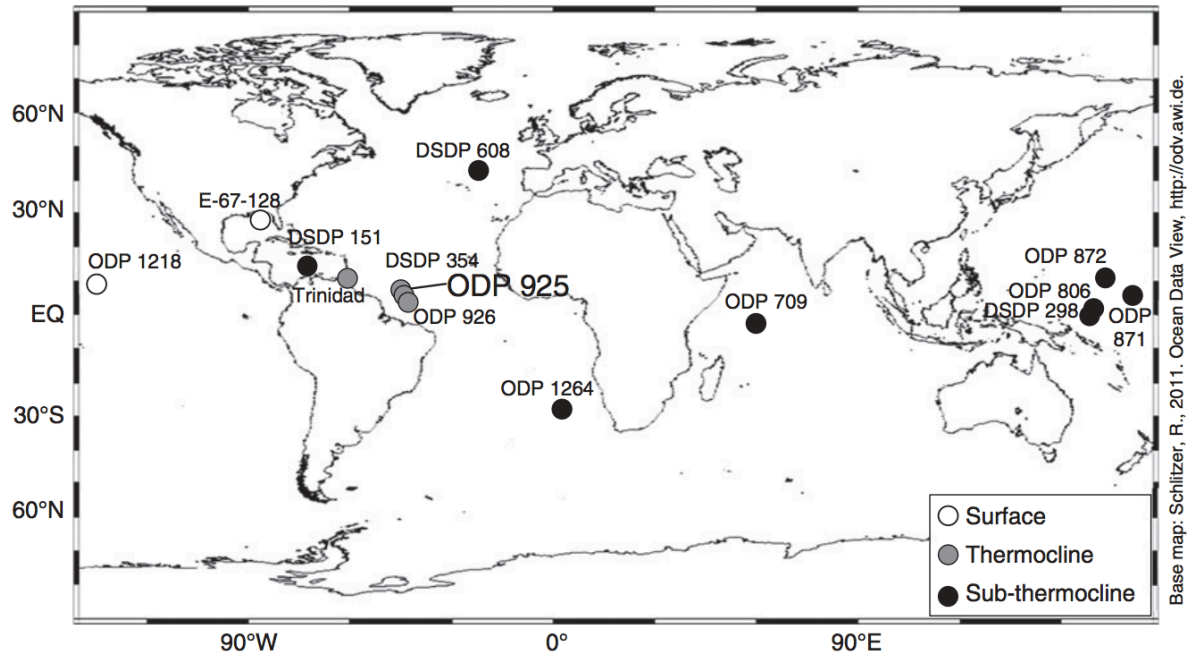 60°N
30°N
EQ
30°S
60°S
DSDP 608
E-67-128
DSDP 151
ODP 1218
DSDP 354
ODP 925
Trinidad
ODP 926
ODP 872
ODP 709
ODP 806
DSDP 298
ODP
871
ODP 1264
Surface
Thermocline
Sub-thermocline
90°W
0°
90°E
Base map: Schlitzer, R., 2011. Ocean Data View, http://odv.awi.de.